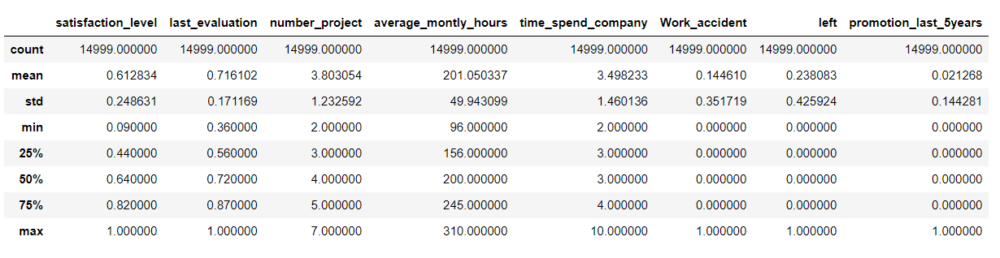 satisfaction_level last_evaluation number_project average_montly_hours time_spend_company Work_accident left promotion_last_5years
count 14999.000000 14999.000000 14999.000000 14999.000000 14999.000000 14999.000000 14999.000000 14999.000000
mean 0.612834 0.716102 3.803054 201.050337 3.498233 0.144610 0.238083 0.021268
std 0.248631 0.171169 1.232592 49.943099 1.460136 0.351719 0.425924 0.144281
min 0.090000 0.360000 2.000000 96.000000 2.000000 0.000000 0.000000 0.000000
25% 0.440000 0.560000 3.000000 156.000000 3.000000 0.000000 0.000000 0.000000
50% 0.640000 0.720000 4.000000 200.000000 3.000000 0.000000 0.000000 0.000000
75% 0.820000 0.870000 5.000000 245.000000 4.000000 0.000000 0.000000 0.000000
max 1.000000 1.000000 7.000000 310.000000 10.000000 1.000000 1.000000 1.000000